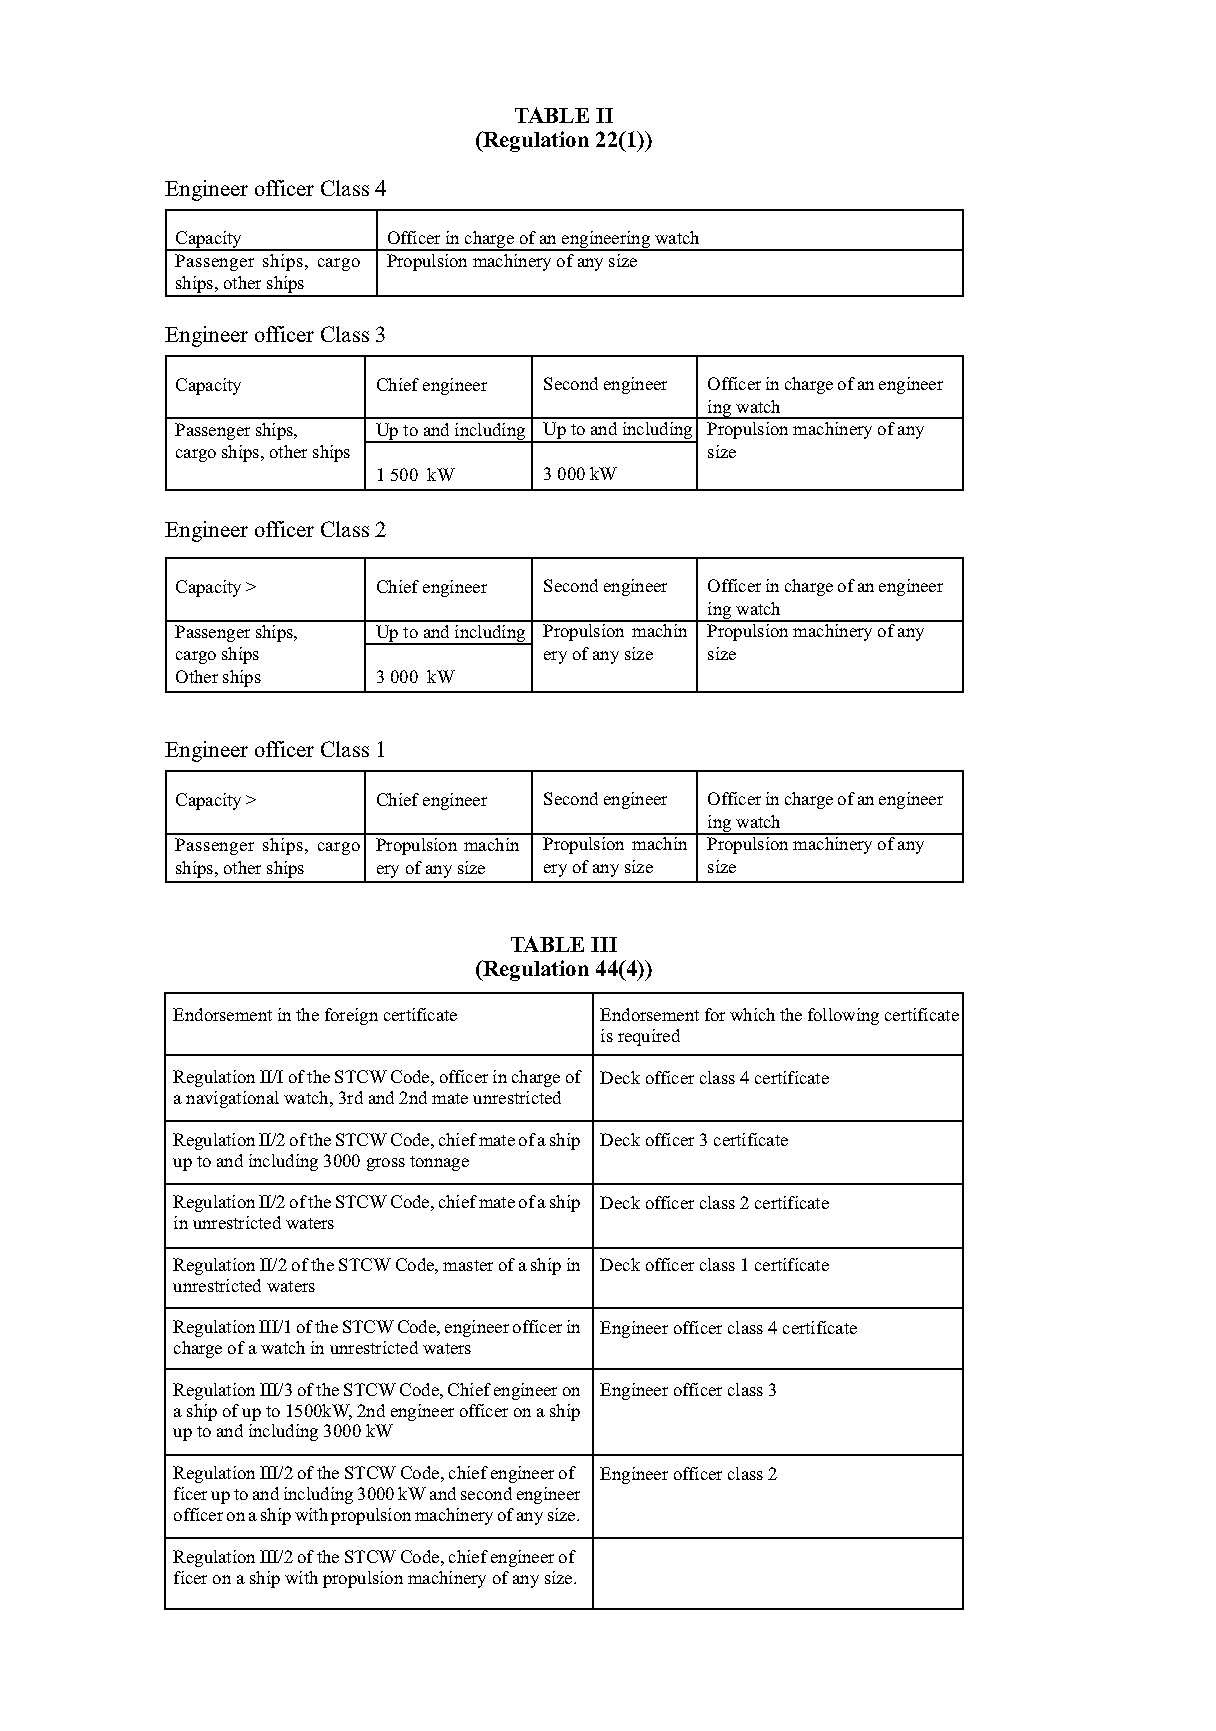 TABLE II
(Regulation 22(1))
Engineer officer Class 4
Capacity
Officer in charge of an engineering watch
Passenger ships, cargo
ships, other ships
Propulsion machinery of any size
Engineer officer Class 3
Capacity
Chief engineer
Second engineer
Officer in charge of an engineer
ing watch
Passenger ships,
cargo ships, other ships
Up to and including
1 500 kW
Up to and including
3 000 kW
Propulsion machinery of any
size
Engineer officer Class 2
Capacity >
Chief engineer
Second engineer
Officer in charge of an engineer
ing watch
Passenger ships,
cargo ships
Other ships
Up to and including
3 000 kW
Propulsion machin
ery of any size
Propulsion machinery of any
size
Engineer officer Class 1
Capacity >
Chief engineer
Second engineer
Officer in charge of an engineer
ing watch
Passenger ships, cargo
ships, other ships
Propulsion machin
ery of any size
Propulsion machin
ery of any size
Propulsion machinery of any
size
TABLE III
(Regulation 44(4))
Endorsement in the foreign certificate
Endorsement for which the following certificate
is required
Regulation II/I of the STCW Code, officer in charge of
a navigational watch, 3rd and 2nd mate unrestricted
Deck officer class 4 certificate
Regulation II/2 of the STCW Code, chief mate of a ship
up to and including 3000 gross tonnage
Deck officer 3 certificate
Regulation II/2 of the STCW Code, chief mate of a ship
in unrestricted waters
Deck officer class 2 certificate
Regulation II/2 of the STCW Code, master of a ship in
unrestricted waters
Deck officer class 1 certificate
Regulation III/1 of the STCW Code, engineer officer in
charge of a watch in unrestricted waters
Engineer officer class 4 certificate
Regulation III/3 of the STCW Code, Chief engineer on
a ship of up to 1500kW, 2nd engineer officer on a ship
up to and including 3000 kW
Engineer officer class 3
Regulation III/2 of the STCW Code, chief engineer of
ficer up to and including 3000 kW and second engineer
officer on a ship with propulsion machinery of any size.
Engineer officer class 2
Regulation III/2 of the STCW Code, chief engineer of
ficer on a ship with propulsion machinery of any size.